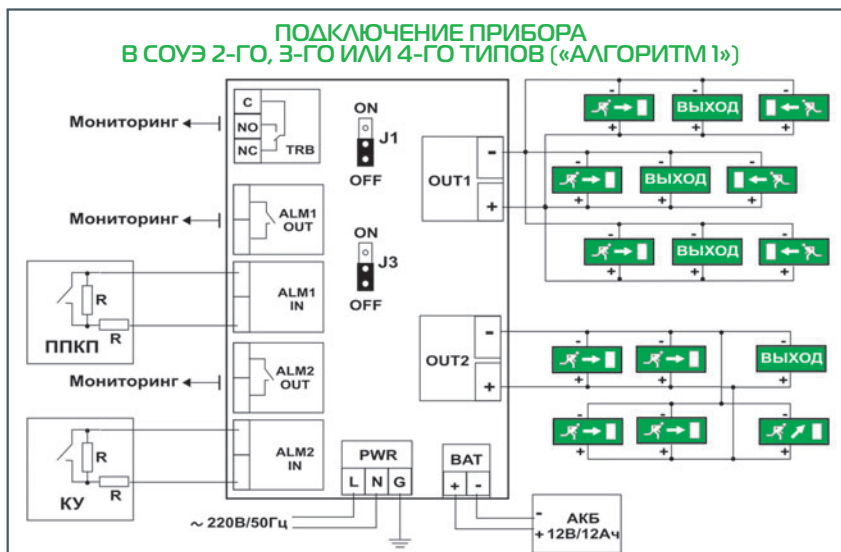 ПОДКЛЮЧЕНИЕ ПРИБОРА
В СОУЭ 2-ГО, 3-ГО ИЛИ 4-ГО ТИПОВ («АЛГОРИТМ 1»)
Мониторинг
C
NO
NC
TRB
ON
J1
OFF
Мониторинг
ALM1
OUT
ON
J3
OFF
R
R
ППКП
ALM1
IN
Мониторинг
ALM2
OUT
R
R
КУ
ALM2
IN
PWR
L N G
~ 220В/50Гц
BAT
+ -
-
+
АКБ
12В/12Ач
OUT1
-
+
- - -
ВЫХОД
+ + +
- - -
ВЫХОД
+ + +
- - -
ВЫХОД
+ + +
OUT2
-
+
- - -
ВЫХОД
+ + +
- - -
+ + +